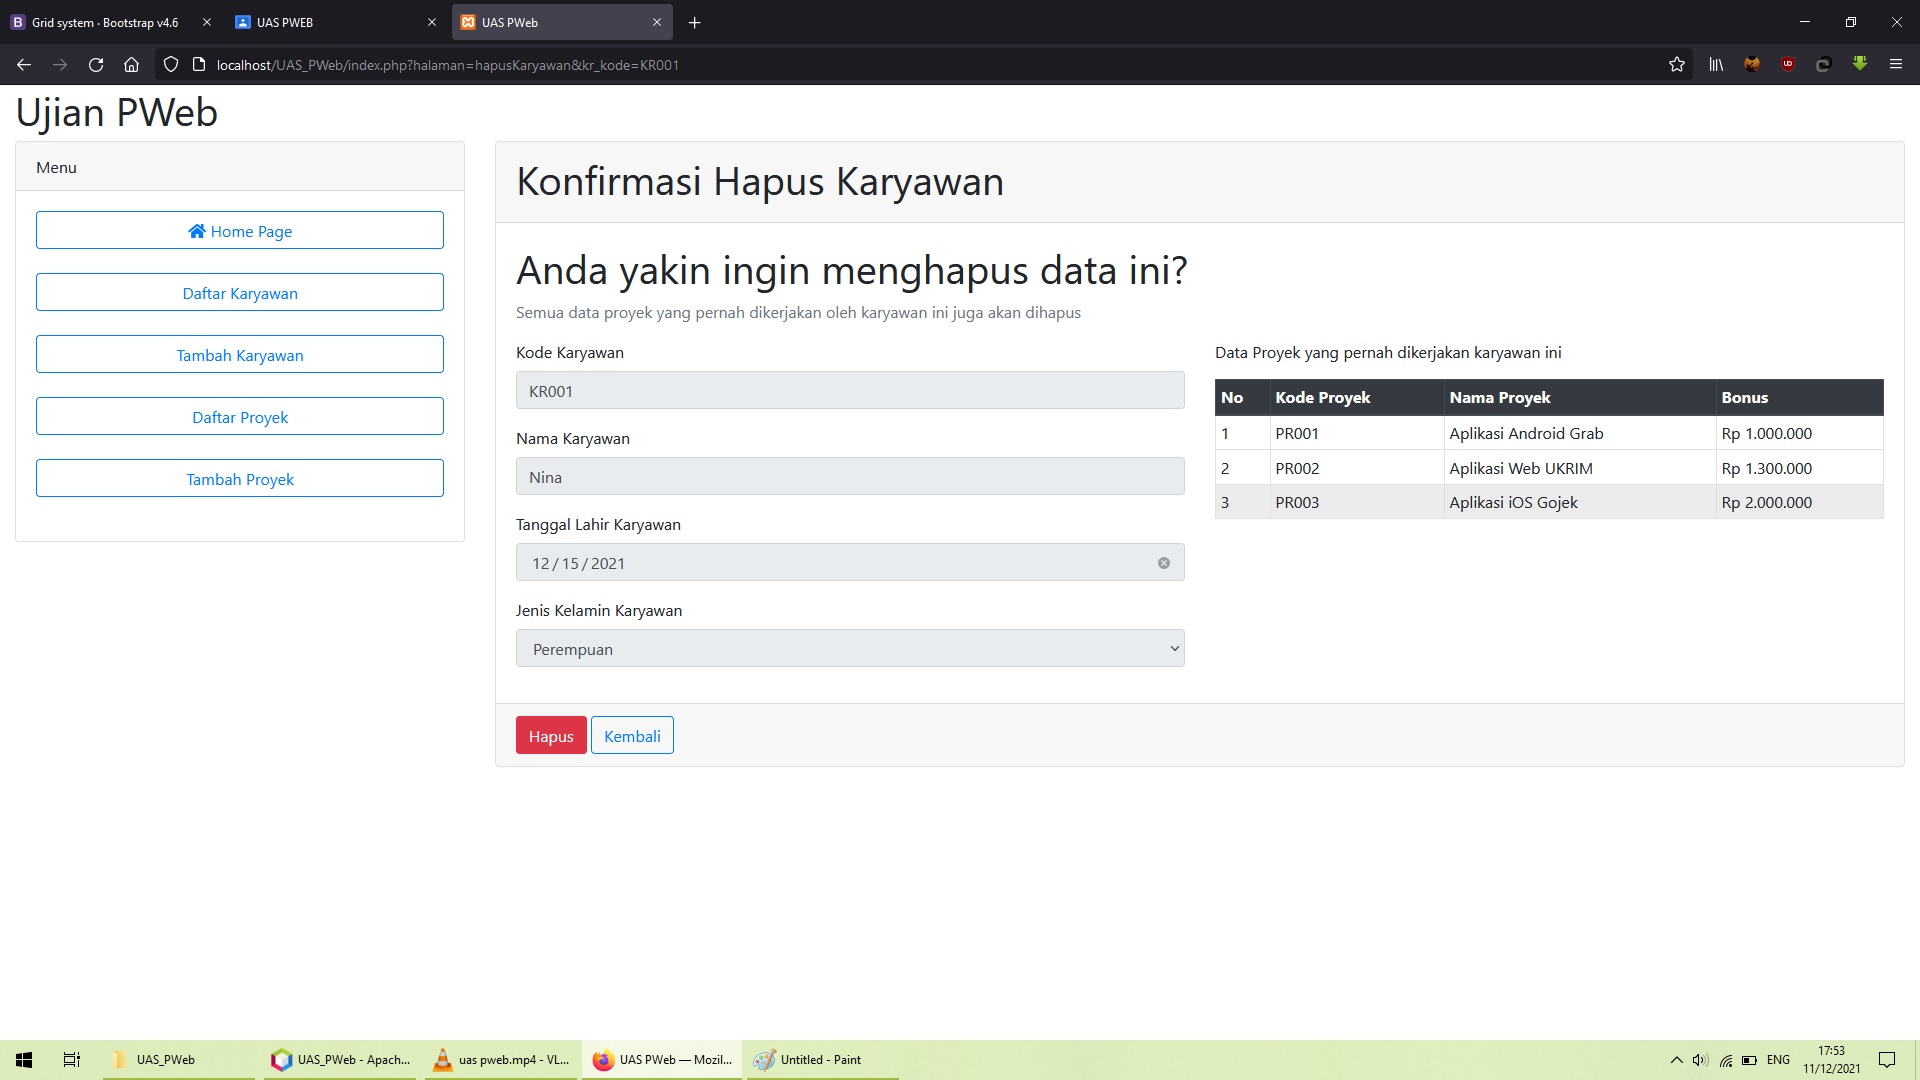 Grid system · Bootstrap v4.6
UAS PWEB
UAS PWeb
localhost/UAS_PWeb/index.php?halaman=hapusKaryawan&kr_kode=KR001
Ujian PWeb
Menu
Home Page
Daftar Karyawan
Tambah Karyawan
Daftar Proyek
Tambah Proyek
Konfirmasi Hapus Karyawan
Anda yakin ingin menghapus data ini?
Semua data proyek yang pernah dikerjakan oleh karyawan ini juga akan dihapus
Kode Karyawan
KR001
Nama Karyawan
Nina
Tanggal Lahir Karyawan
12 / 15 / 2021
Jenis Kelamin Karyawan
Perempuan
Data Proyek yang pernah dikerjakan karyawan ini
No Kode Proyek Nama Proyek Bonus
1 PR001 Aplikasi Android Grab Rp 1.000.000
2 PR002 Aplikasi Web UKRIM Rp 1.300.000
3 PR003 Aplikasi iOS Gojek Rp 2.000.000
Hapus Kembali
UAS_PWeb
UAS_PWeb - Apach...
uas pweb.mp4 - VL...
UAS PWeb — Mozil...
Untitled - Paint
ENG
17:53
11/12/2021